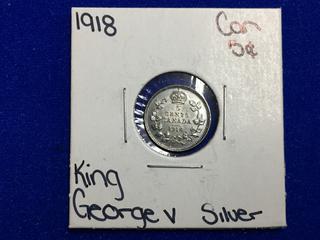 1918 Can
5¢
5
CENTS
CANADA
1918
King
George V Silver